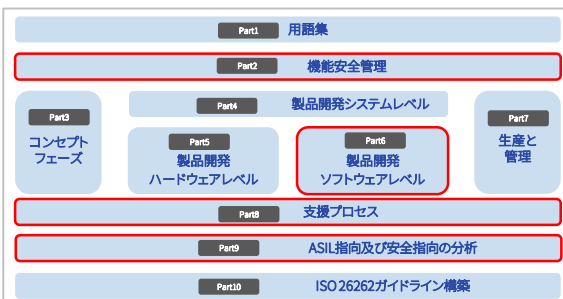 Part1 用語集
Part2 機能安全管理
Part3
コンセプト
フェーズ
Part4 製品開発システムレベル
Part5
製品開発
ハードウェアレベル
Part6
製品開発
ソフトウェアレベル
Part7
生産と
管理
Part8 支援プロセス
Part9 ASIL指向及び安全指向の分析
Part10 ISO 26262ガイドライン構築